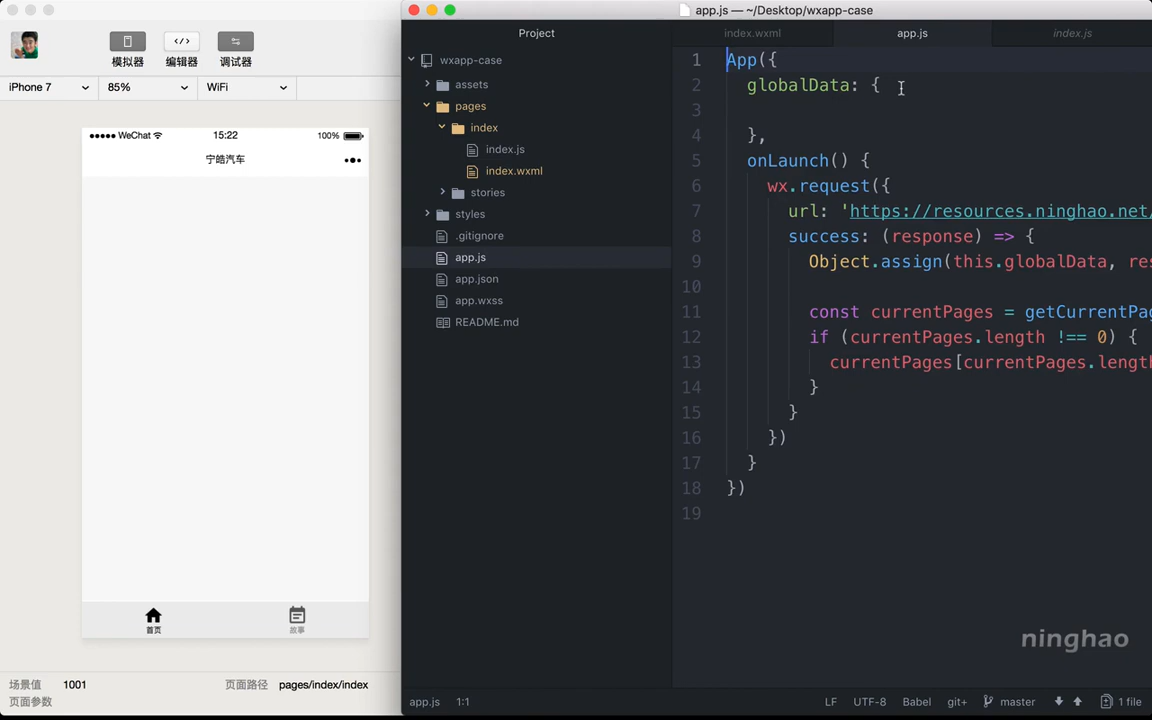 app.js — ~/Desktop/wxapp-case
模拟器
编辑器
调试器
iPhone 7
85%
WiFi
WeChat
15:22
100%
宁皓汽车
首页
故事
场景值
1001
页面路径
pages/index/index
页面参数
Project
wxapp-case
assets
pages
index
index.js
index.wxml
stories
styles
.gitignore
app.js
app.json
app.wxss
README.md
index.wxml
app.js
index.js
1 App({
2 globalData: {
3
4 },
5 onLaunch() {
6 wx.request({
7 url: 'https://resources.ninghao.net/
8 success: (response) => {
9 Object.assign(this.globalData, res
10
11 const currentPages = getCurrentPag
12 if (currentPages.length !== 0) {
13 currentPages[currentPages.length
14 }
15 }
16 })
17 }
18 })
19
ninghao
app.js
1:1
LF
UTF-8
Babel
git+
master
1 file